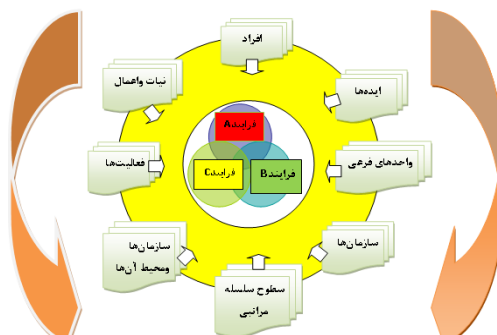 افراد
نیات واعمال
ایده‌ها
فرایندA
فعالیت‌ها
فرایندC
فرایندB
واحدهای فرعی
سازمان‌ها
ومحیط آن‌ها
سازمان‌ها
سطوح سلسله
مراتبی